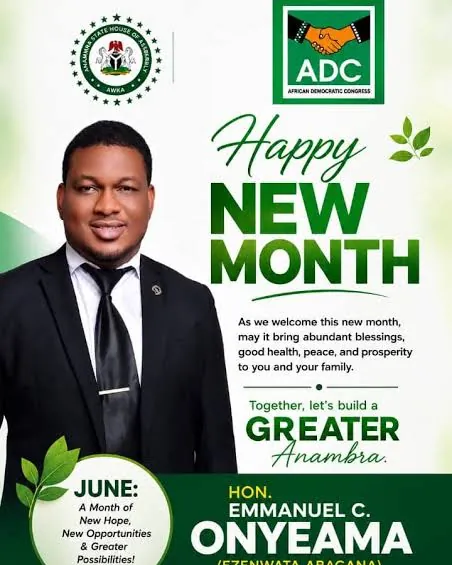 ANAMBRA STATE HOUSE OF ASSEMBLY
AWKA
ADC
AFRICAN DEMOCRATIC CONGRESS
Happy
NEW
MONTH
As we welcome this new month,
may it bring abundant blessings,
good health, peace, and prosperity
to you and your family.
Together, let's build a
GREATER
Anambra.
JUNE:
A Month of
New Hope,
New Opportunities
& Greater
Possibilities!
HON.
EMMANUEL C.
ONYEAMA
(EZENWATA ABAGANA)